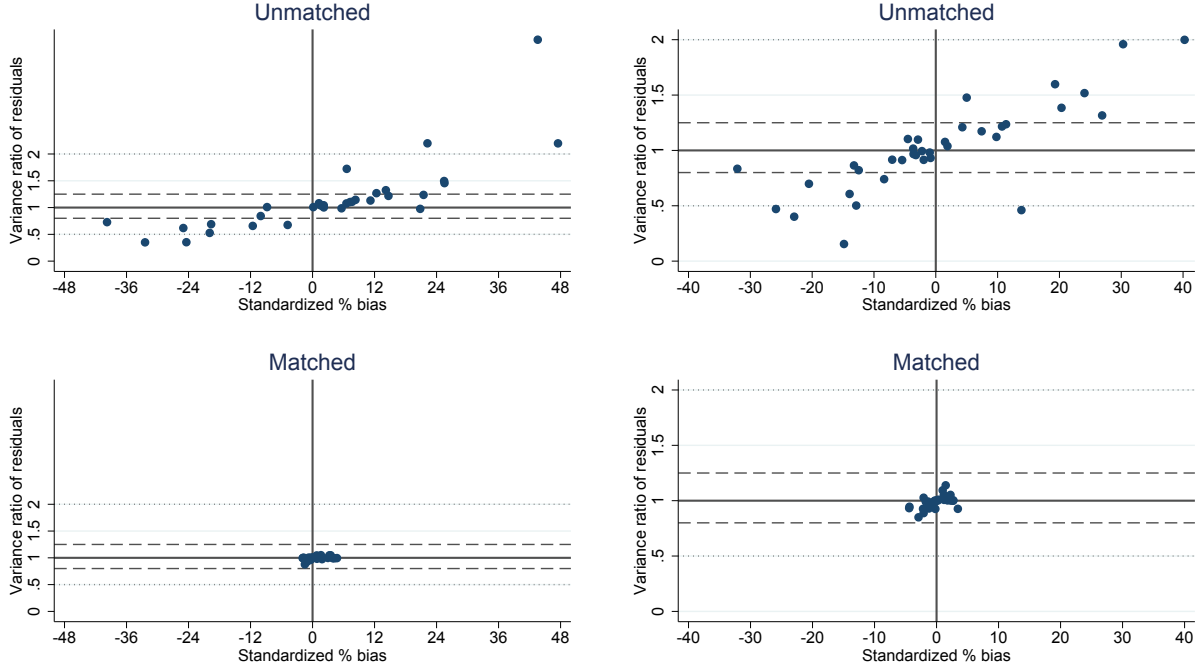 Unmatched
Variance ratio of residuals
2
1.5
1
.5
0
-48 -36 -24 -12 0 12 24 36 48
Standardized % bias
Unmatched
Variance ratio of residuals
2
1.5
1
.5
0
-40 -30 -20 -10 0 10 20 30 40
Standardized % bias
Matched
Variance ratio of residuals
2
1.5
1
.5
0
-48 -36 -24 -12 0 12 24 36 48
Standardized % bias
Matched
Variance ratio of residuals
2
1.5
1
.5
0
-40 -30 -20 -10 0 10 20 30 40
Standardized % bias